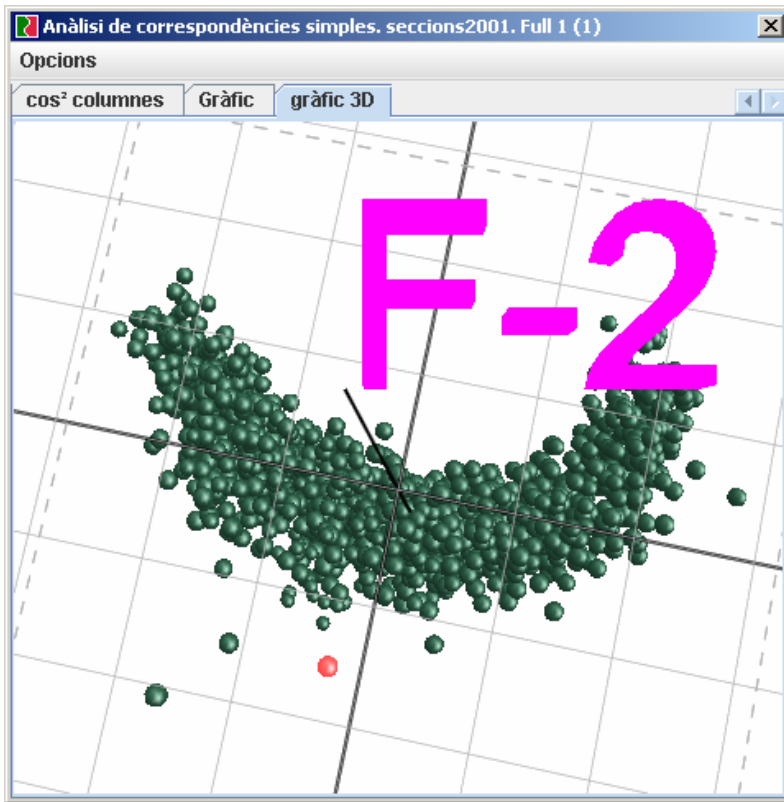 Anàlisi de correspondències simples. seccions2001. Full 1 (1)
Opcions
cos² columnes Gràfic gràfic 3D
F-2